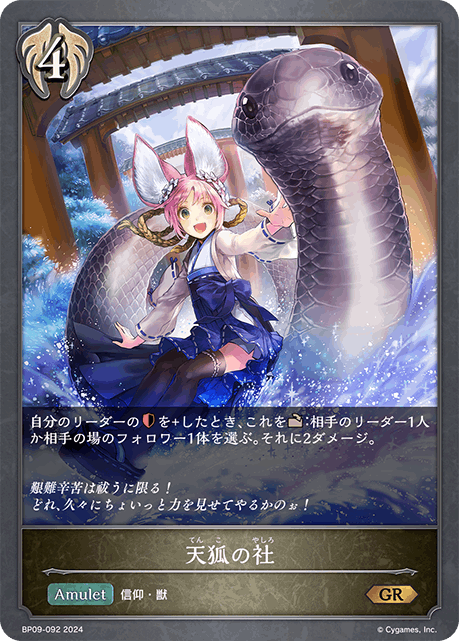 4
自分のリーダーの を+したとき、これを :相手のリーダー1人
か相手の場のフォロワー1体を選ぶ。それに2ダメージ。
艱難辛苦は祓うに限る！
どれ、久々にちょいっと力を見せてやるかのぉ！
てんこ やしろ
天狐の社
Amulet 信仰・獣 GR
BP09-092 2024 © Cygames, Inc.